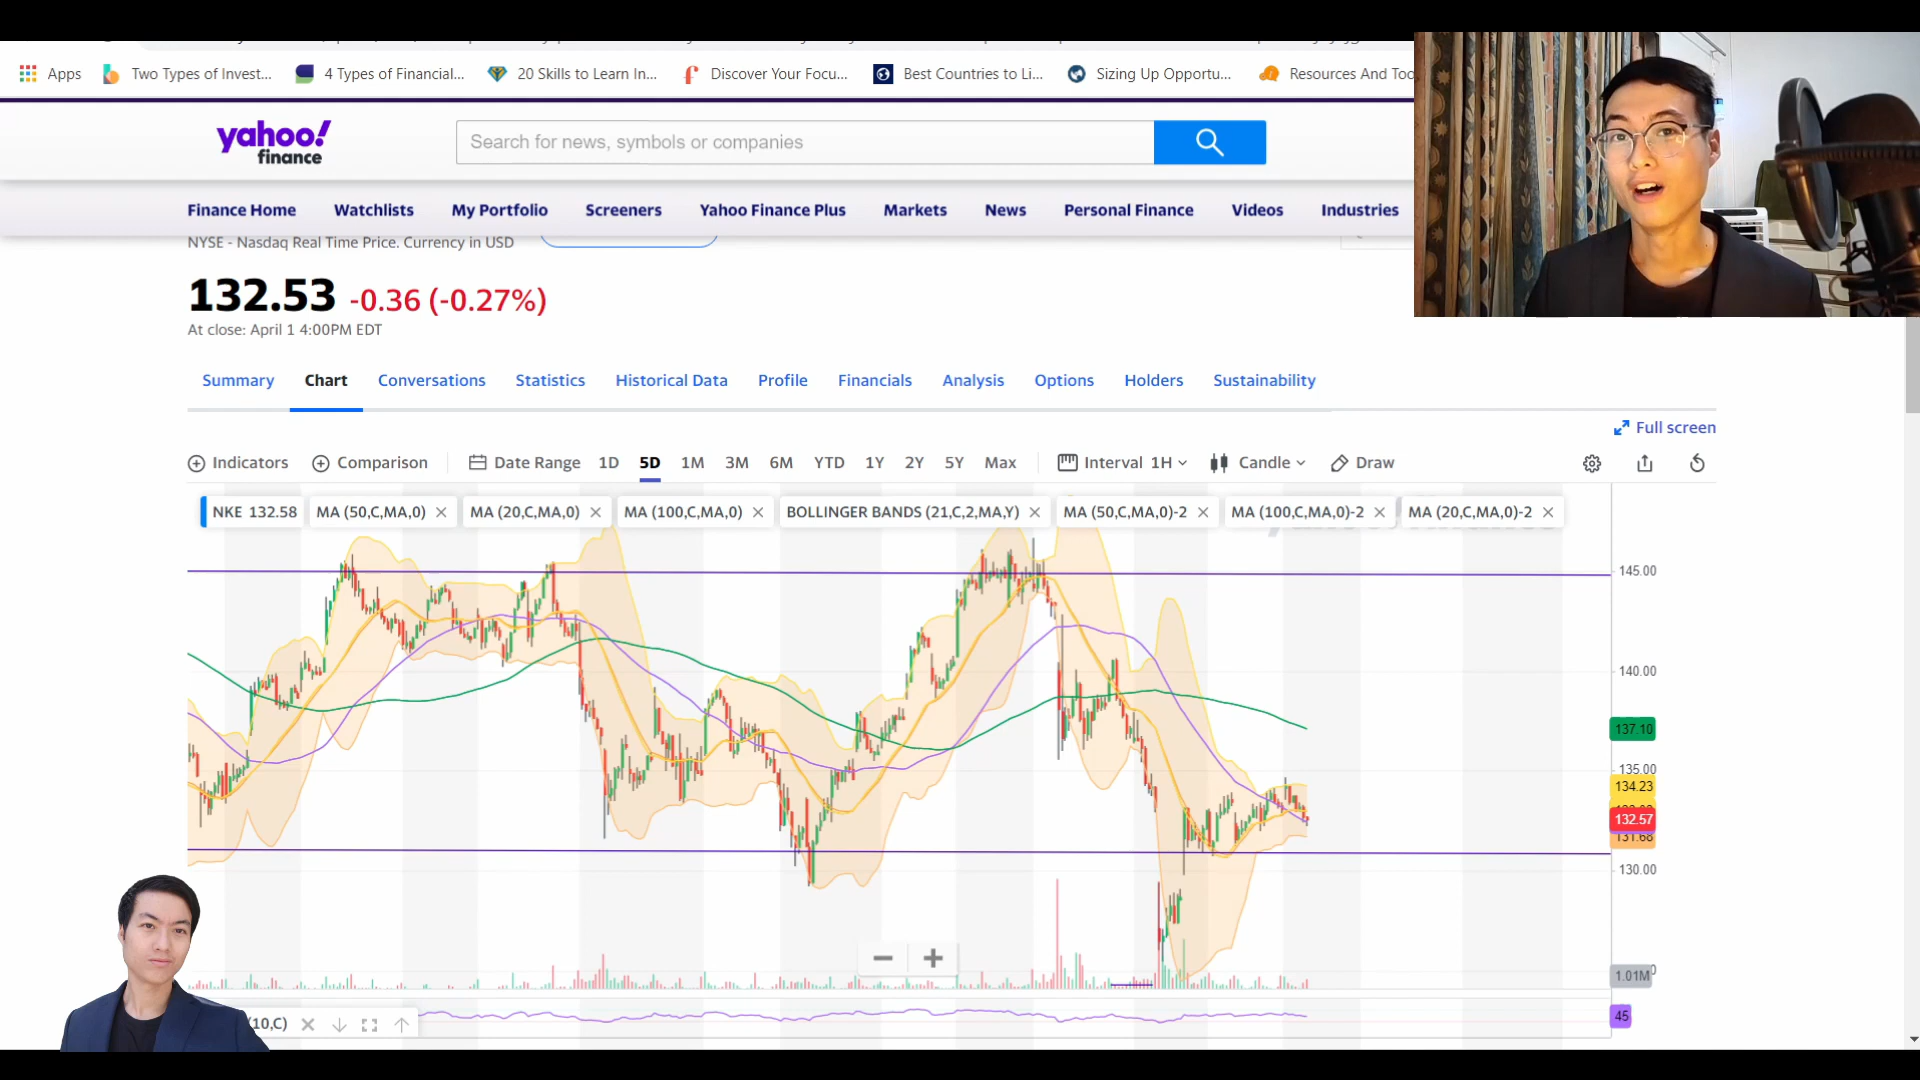 Apps
Two Types of Invest...
4 Types of Financial...
20 Skills to Learn In...
Discover Your Focu...
Best Countries to Li...
Sizing Up Opportu...
Resources And Too
yahoo!
finance
Search for news, symbols or companies
Finance Home Watchlists My Portfolio Screeners Yahoo Finance Plus Markets News Personal Finance Videos Industries
NYSE - Nasdaq Real Time Price. Currency in USD
132.53 -0.36 (-0.27%)
At close: April 1 4:00PM EDT
Summary Chart Conversations Statistics Historical Data Profile Financials Analysis Options Holders Sustainability
Full screen
Indicators Comparison Date Range 1D 5D 1M 3M 6M YTD 1Y 2Y 5Y Max Interval 1H Candle Draw
NKE 132.58 MA (50,C,MA,0) MA (20,C,MA,0) MA (100,C,MA,0) BOLLINGER BANDS (21,C,2,MA,Y) MA (50,C,MA,0)-2 MA (100,C,MA,0)-2 MA (20,C,MA,0)-2
145.00
140.00
137.10
135.00
134.23
132.57
131.68
130.00
1.01M
(10,C)
45